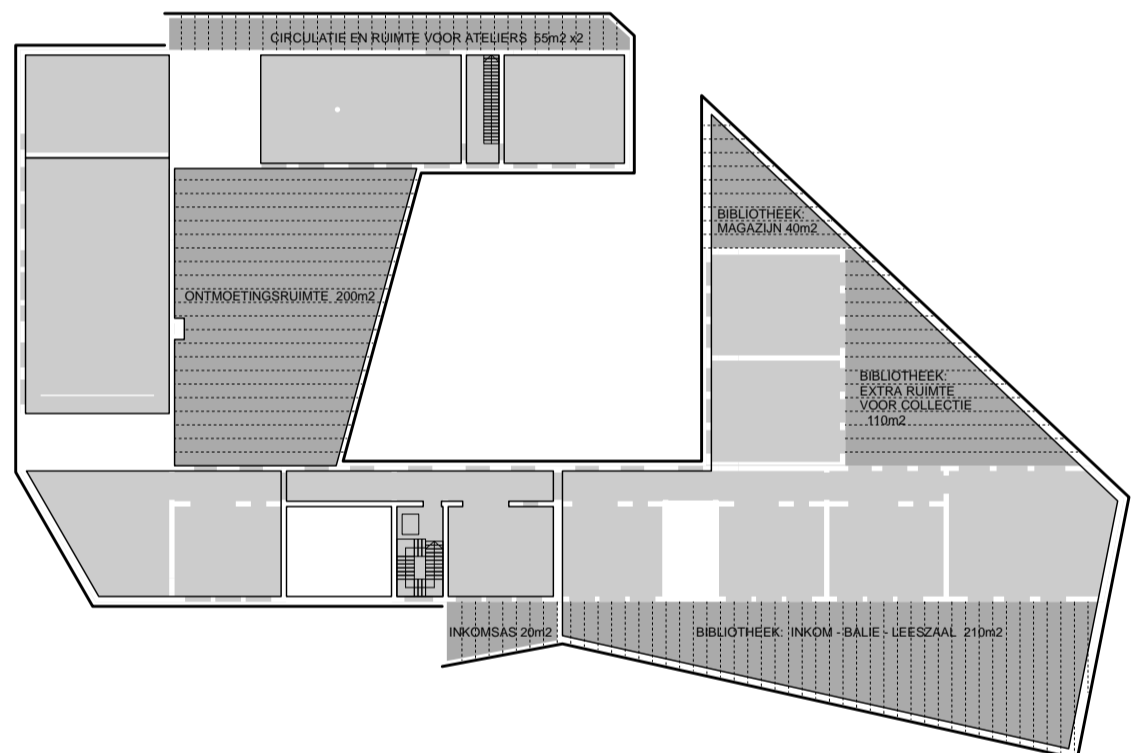 CIRCULATIE EN RUIMTE VOOR ATELIERS 55m2 x2
BIBLIOTHEEK:
MAGAZIJN 40m2
ONTMOETINGSRUIMTE 200m2
BIBLIOTHEEK:
EXTRA RUIMTE
VOOR COLLECTIE
110m2
INKOMSAS 20m2
BIBLIOTHEEK: INKOM - BALIE - LEESZAAL 210m2